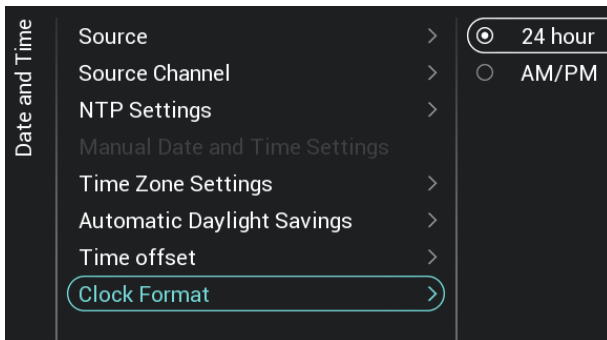 Date and Time
Source
Source Channel
NTP Settings
Manual Date and Time Settings
Time Zone Settings
Automatic Daylight Savings
Time offset
Clock Format
24 hour
AM/PM